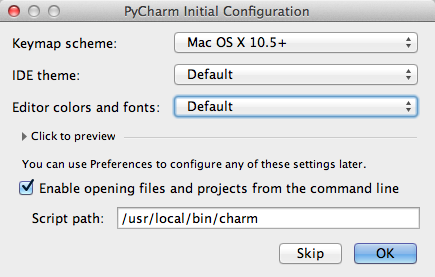 PyCharm Initial Configuration
Keymap scheme: Mac OS X 10.5+
IDE theme: Default
Editor colors and fonts: Default
Click to preview
You can use Preferences to configure any of these settings later.
Enable opening files and projects from the command line
Script path: /usr/local/bin/charm
Skip OK